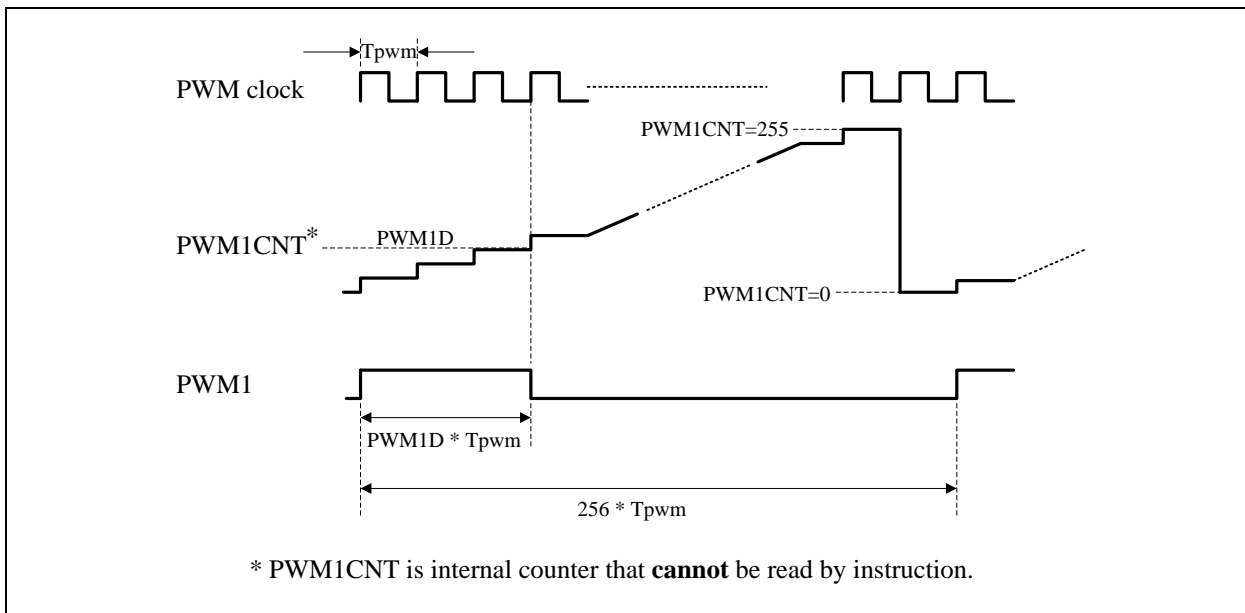 Tpwm
PWM clock
PWM1CNT=255
PWM1CNT*
PWM1D
PWM1CNT=0
PWM1
PWM1D * Tpwm
256 * Tpwm
* PWM1CNT is internal counter that cannot be read by instruction.